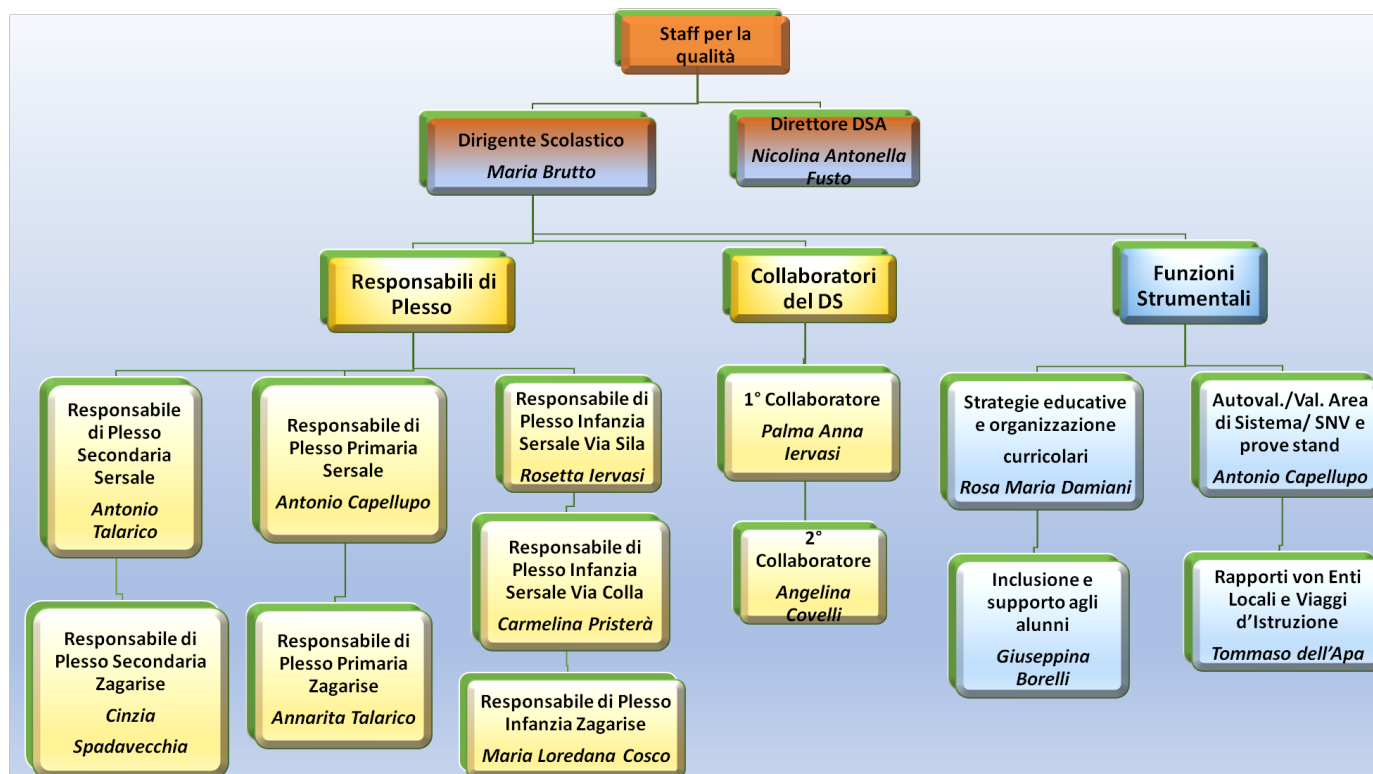 Staff per la
qualità
Dirigente Scolastico
Maria Brutto
Direttore DSA
Nicolina Antonella
Fusto
Responsabili di
Plesso
Collaboratori
del DS
Funzioni
Strumentali
Responsabile
di Plesso
Secondaria
Sersale
Antonio
Talarico
Responsabile di
Plesso Primaria
Sersale
Antonio Capellupo
Responsabile di
Plesso Infanzia
Sersale Via Sila
Rosetta Iervasi
1° Collaboratore
Palma Anna
Iervasi
Strategie educative
e organizzazione
curricolari
Rosa Maria Damiani
Autoval./Val. Area
di Sistema/ SNV e
prove stand
Antonio Capellupo
Responsabile di
Plesso Secondaria
Zagarise
Cinzia
Spadavecchia
Responsabile di
Plesso Primaria
Zagarise
Annarita Talarico
Responsabile di
Plesso Infanzia
Sersale Via Colla
Carmelina Pristerà
Responsabile di Plesso
Infanzia Zagarise
Maria Loredana Cosco
2°
Collaboratore
Angelina
Covelli
Inclusione e
supporto agli
alunni
Giuseppina
Borelli
Rapporti von Enti
Locali e Viaggi
d’Istruzione
Tommaso dell’Apa